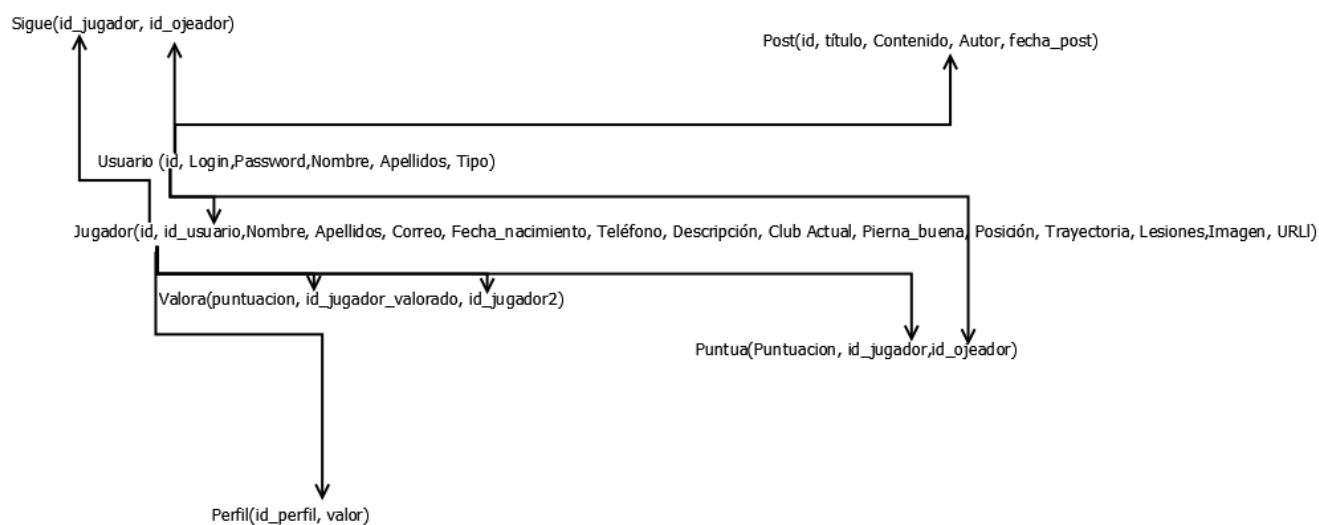 Sigue(id_jugador, id_ojeador)
Post(id, título, Contenido, Autor, fecha_post)
Usuario (id, Login,Password,Nombre, Apellidos, Tipo)
Jugador(id, id_usuario,Nombre, Apellidos, Correo, Fecha_nacimiento, Teléfono, Descripción, Club Actual, Pierna_buena, Posición, Trayectoria, Lesiones,Imagen, URLl)
Valora(puntuacion, id_jugador_valorado, id_jugador2)
Puntua(Puntuacion, id_jugador,id_ojeador)
Perfil(id_perfil, valor)